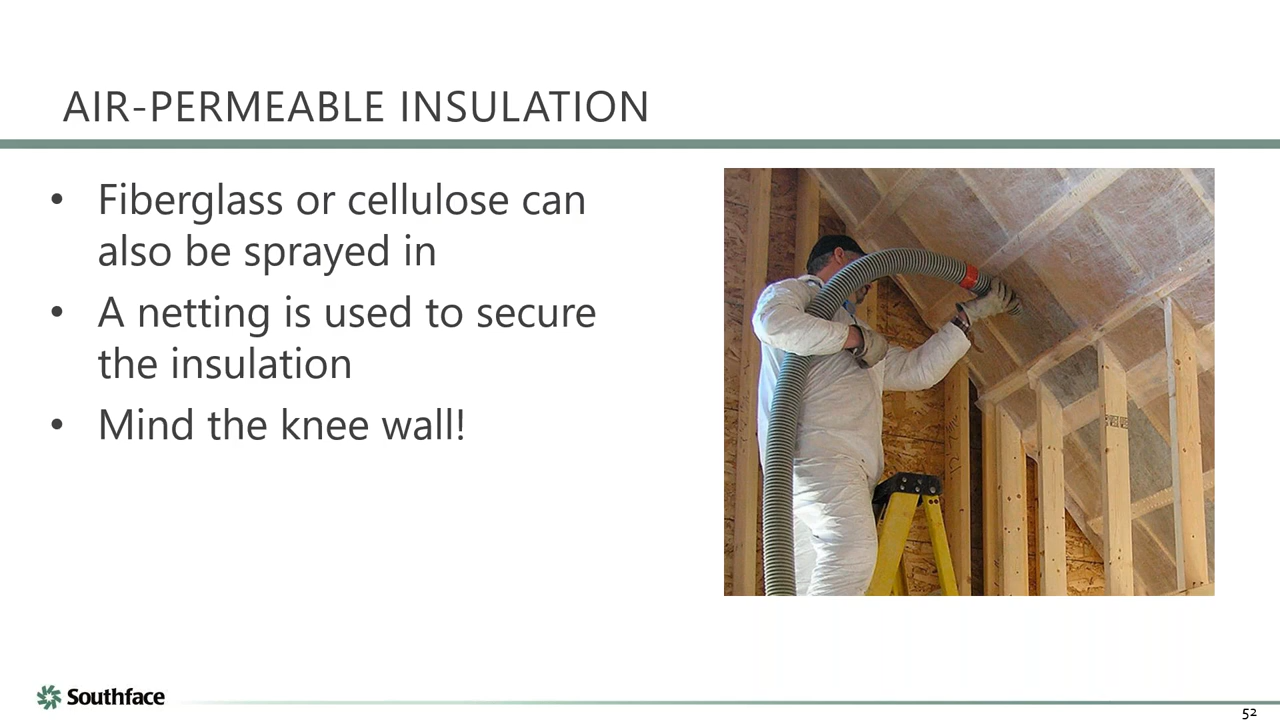 AIR-PERMEABLE INSULATION
• Fiberglass or cellulose can
also be sprayed in
• A netting is used to secure
the insulation
• Mind the knee wall!
Southface
52